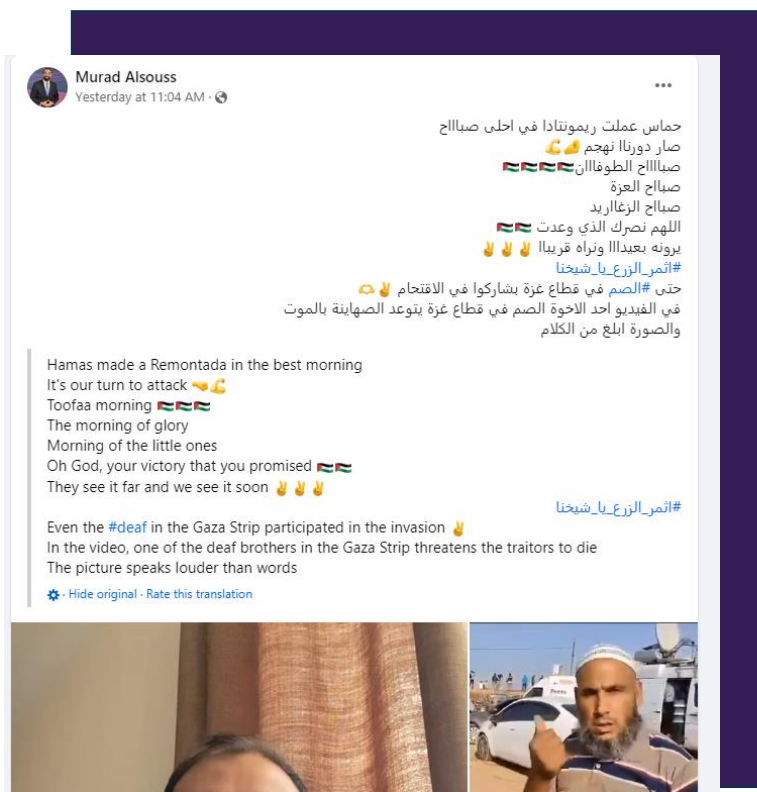 Murad Alsouss
Yesterday at 11:04 AM ·
حماس عملت ريمونتادا في احلى صباااح
صار دورناا نهجم 🤜💪
صباااااح الطوفااان🇵🇸🇵🇸🇵🇸🇵🇸
صبااح العزة
صبااح الزغااريد
اللهم نصرك الذي وعدت 🇵🇸🇵🇸
يرونه بعيدااا ونراه قريباا ✌️✌️✌️
#اثمر_الزرع_يا_شيخنا
حتى #الصم في قطاع غزة بشاركوا في الاقتحام ✌️🫶
في الفيديو احد الاخوة الصم في قطاع غزة يتوعد الصهاينة بالموت
والصورة ابلغ من الكلام
Hamas made a Remontada in the best morning
It's our turn to attack 🤜💪
Toofaa morning 🇵🇸🇵🇸🇵🇸
The morning of glory
Morning of the little ones
Oh God, your victory that you promised 🇵🇸🇵🇸
They see it far and we see it soon ✌️✌️✌️
#اثمر_الزرع_يا_شيخنا
Even the #deaf in the Gaza Strip participated in the invasion ✌️
In the video, one of the deaf brothers in the Gaza Strip threatens the traitors to die
The picture speaks louder than words
· Hide original · Rate this translation